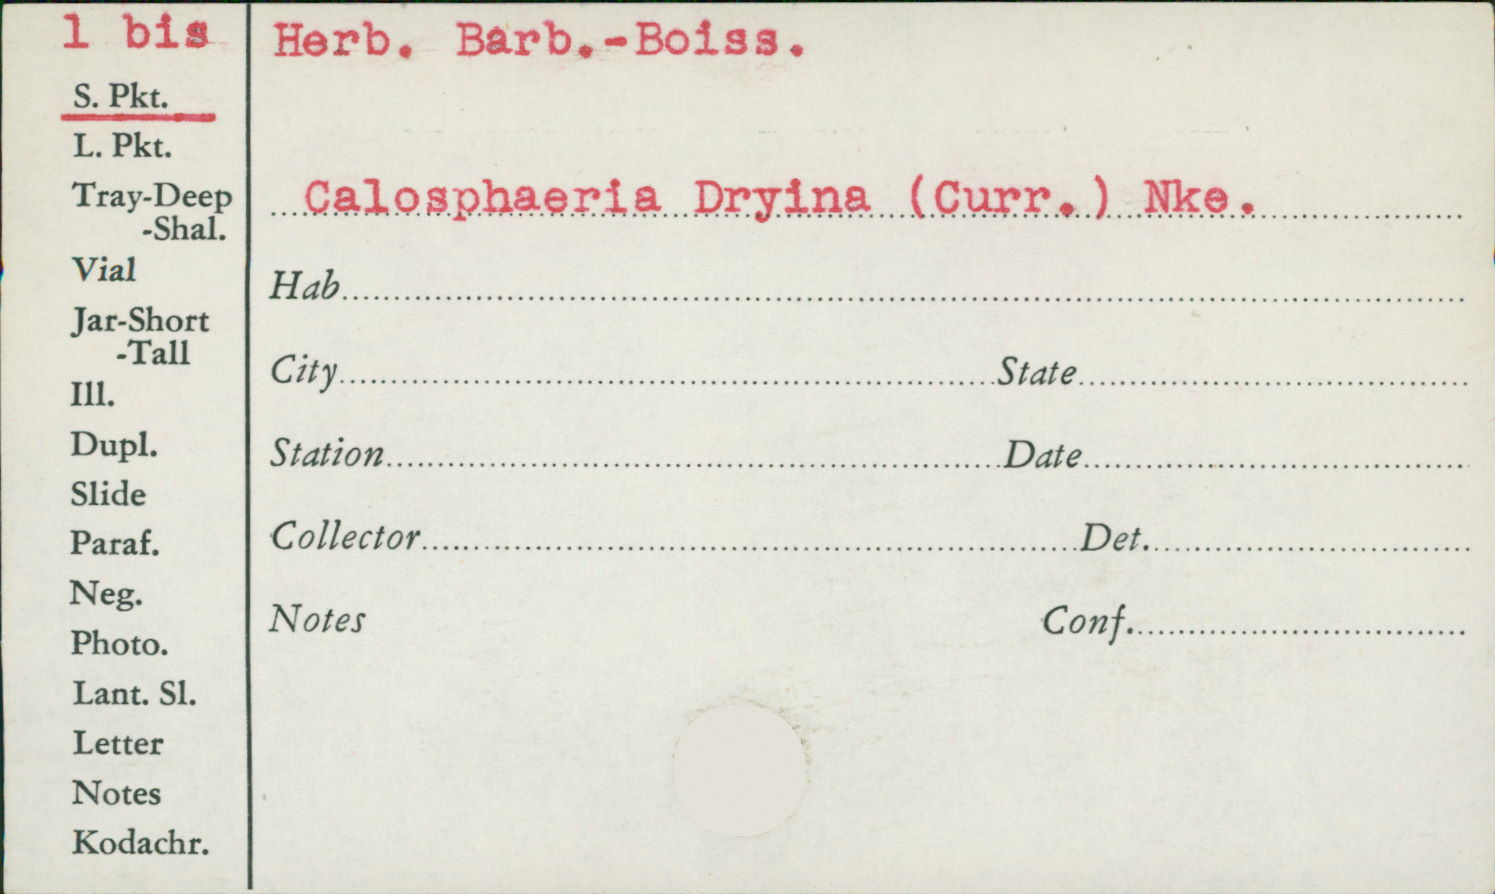 1 bis
Herb. Barb.-Boiss.
S. Pkt.
L. Pkt.
Tray-Deep
-Shal.
Vial
Jar-Short
-Tall
Ill.
Dupl.
Slide
Paraf.
Neg.
Photo.
Lant. Sl.
Letter
Notes
Kodachr.
Calosphaeria Dryina (Curr.) Nke.
Hab
City State
Station Date
Collector Det.
Notes Conf.